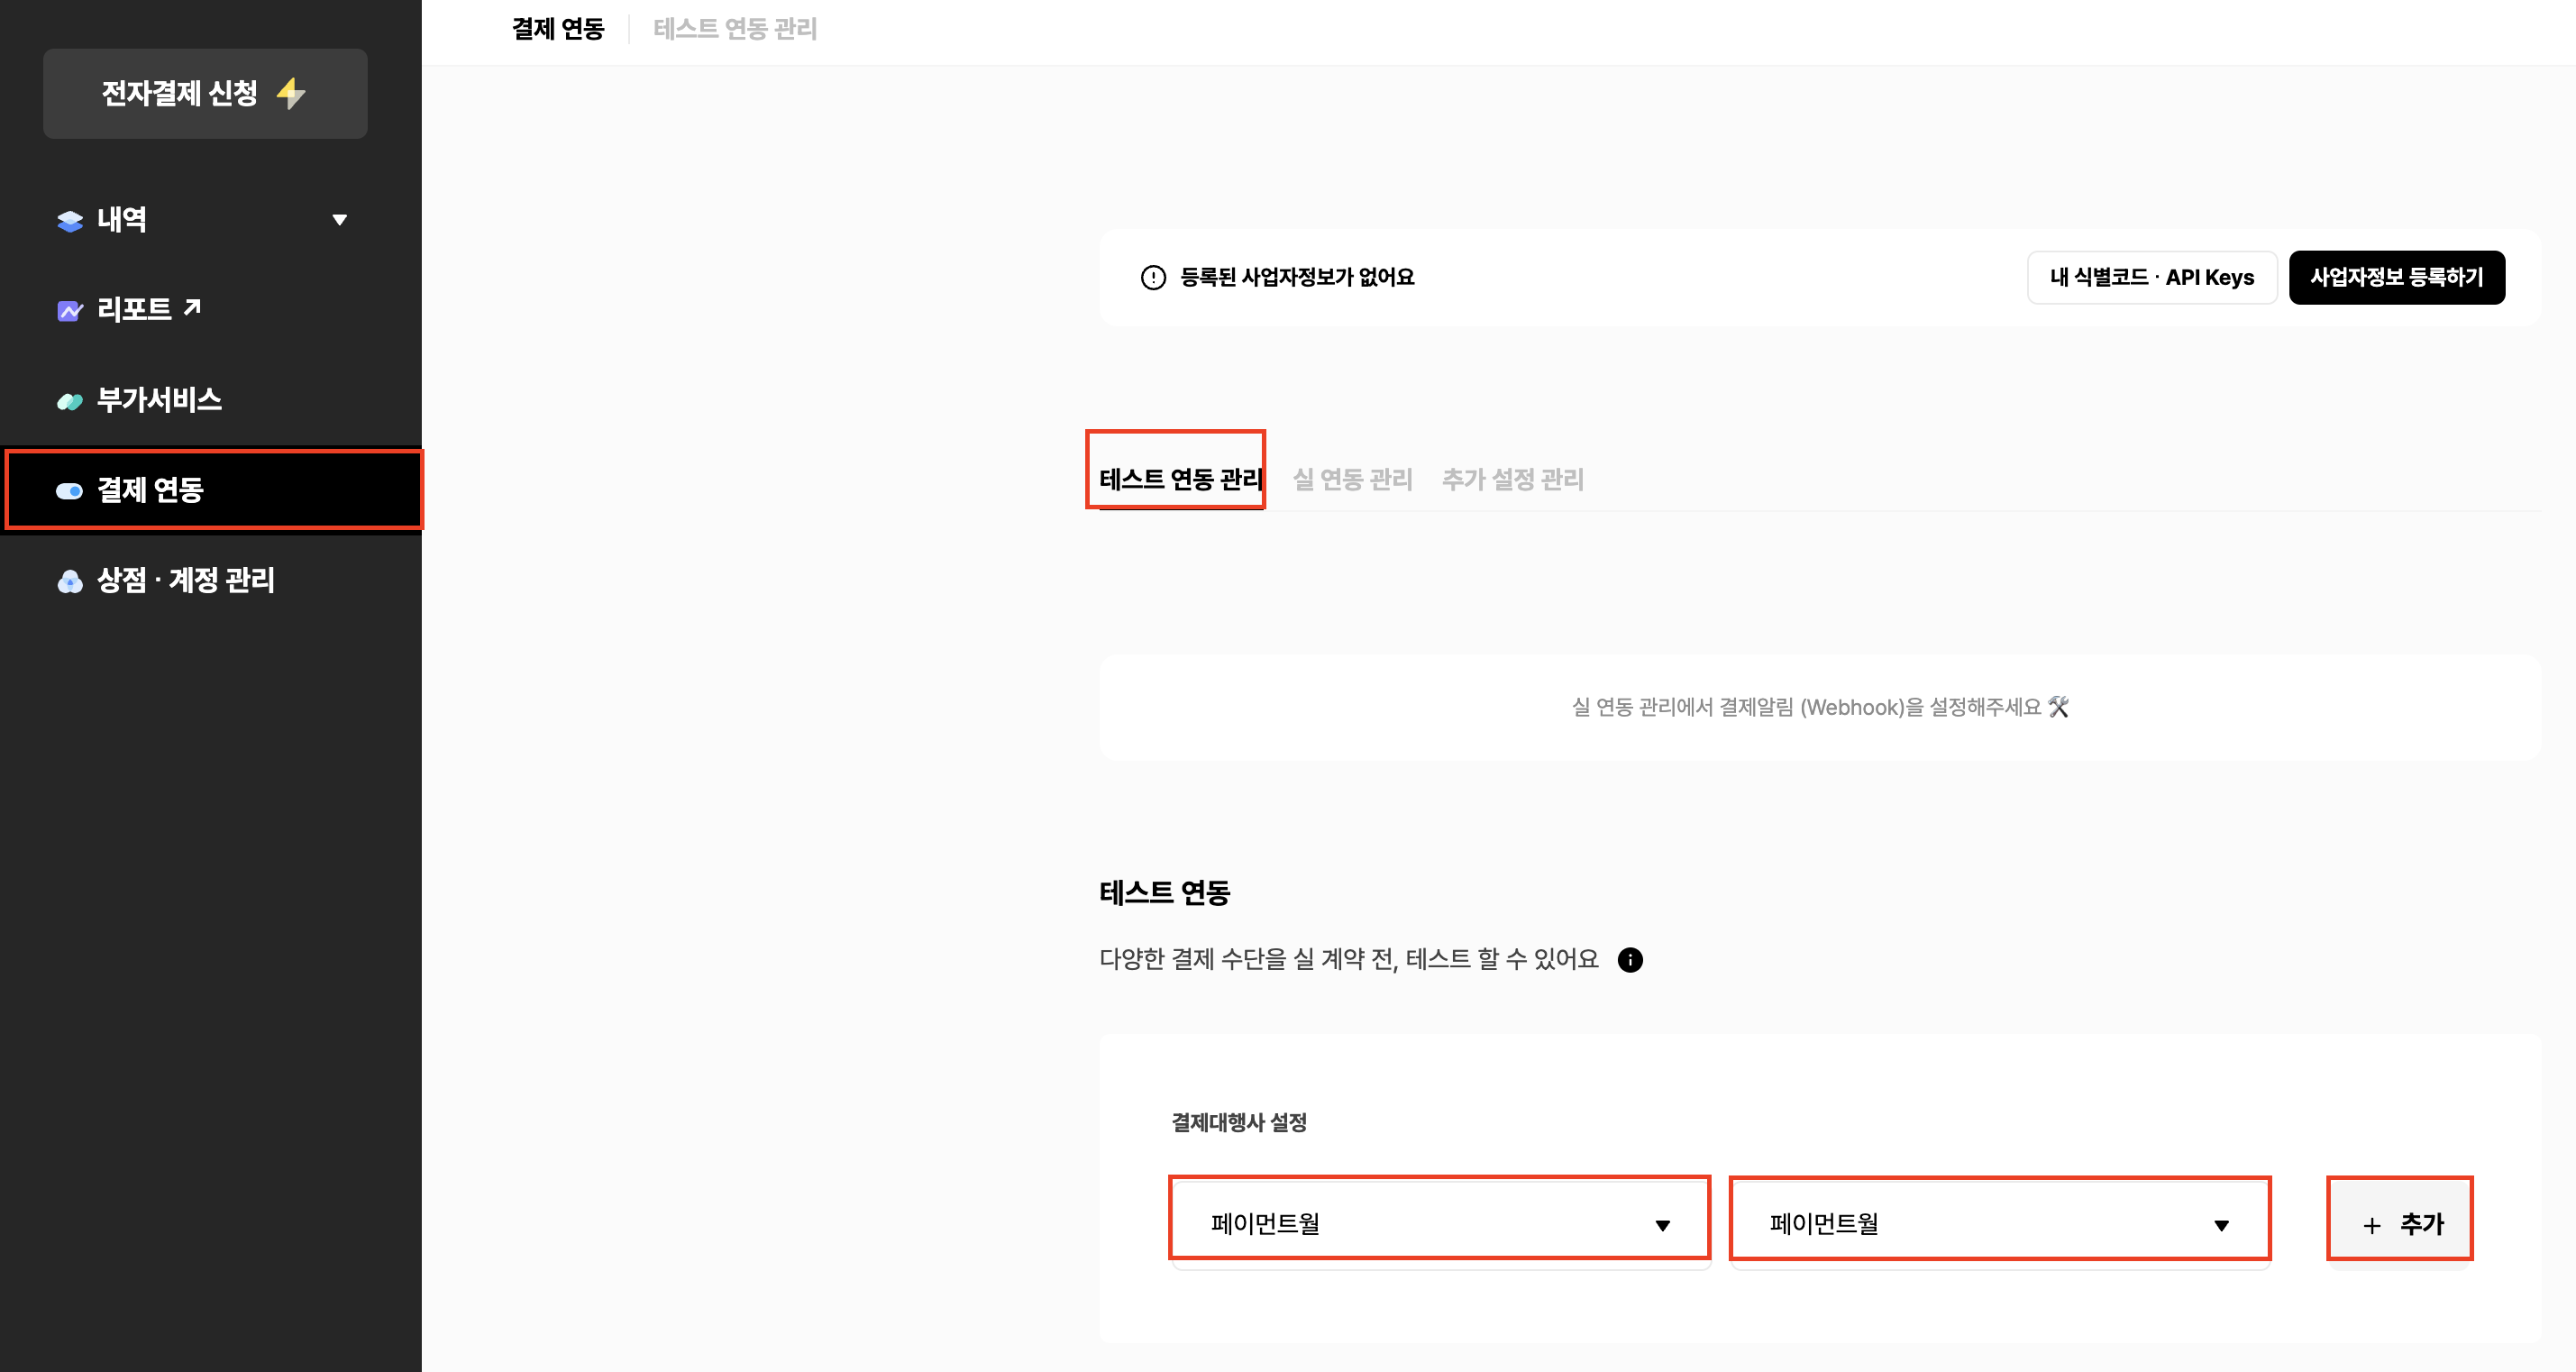 전자결제 신청
내역
리포트
부가서비스
결제 연동
상점 · 계정 관리
결제 연동 테스트 연동 관리
등록된 사업자정보가 없어요 내 식별코드 · API Keys 사업자정보 등록하기
테스트 연동 관리 실 연동 관리 추가 설정 관리
실 연동 관리에서 결제알림 (Webhook)을 설정해주세요 🛠
테스트 연동
다양한 결제 수단을 실 계약 전, 테스트 할 수 있어요
결제대행사 설정
페이먼트월 페이먼트월 + 추가